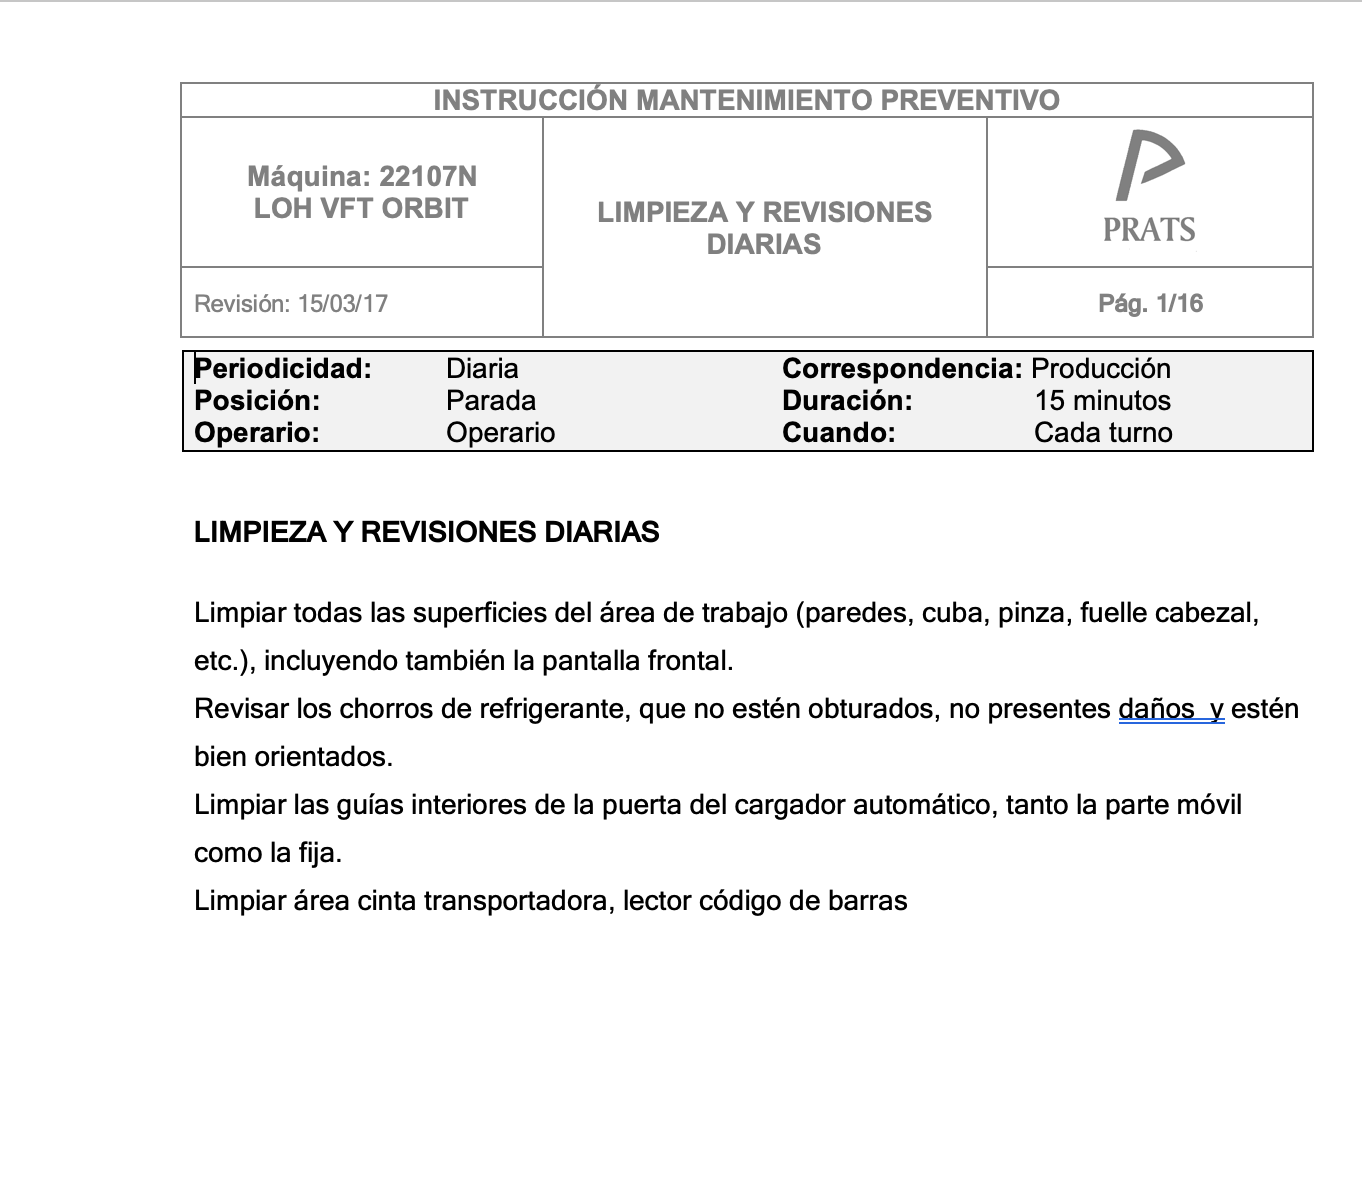 INSTRUCCIÓN MANTENIMIENTO PREVENTIVO
Máquina: 22107N
LOH VFT ORBIT
LIMPIEZA Y REVISIONES
DIARIAS
PRATS
Revisión: 15/03/17
Pág. 1/16
Periodicidad: Diaria Correspondencia: Producción
Posición: Parada Duración: 15 minutos
Operario: Operario Cuando: Cada turno
LIMPIEZA Y REVISIONES DIARIAS
Limpiar todas las superficies del área de trabajo (paredes, cuba, pinza, fuelle cabezal,
etc.), incluyendo también la pantalla frontal.
Revisar los chorros de refrigerante, que no estén obturados, no presentes daños  y estén
bien orientados.
Limpiar las guías interiores de la puerta del cargador automático, tanto la parte móvil
como la fija.
Limpiar área cinta transportadora, lector código de barras